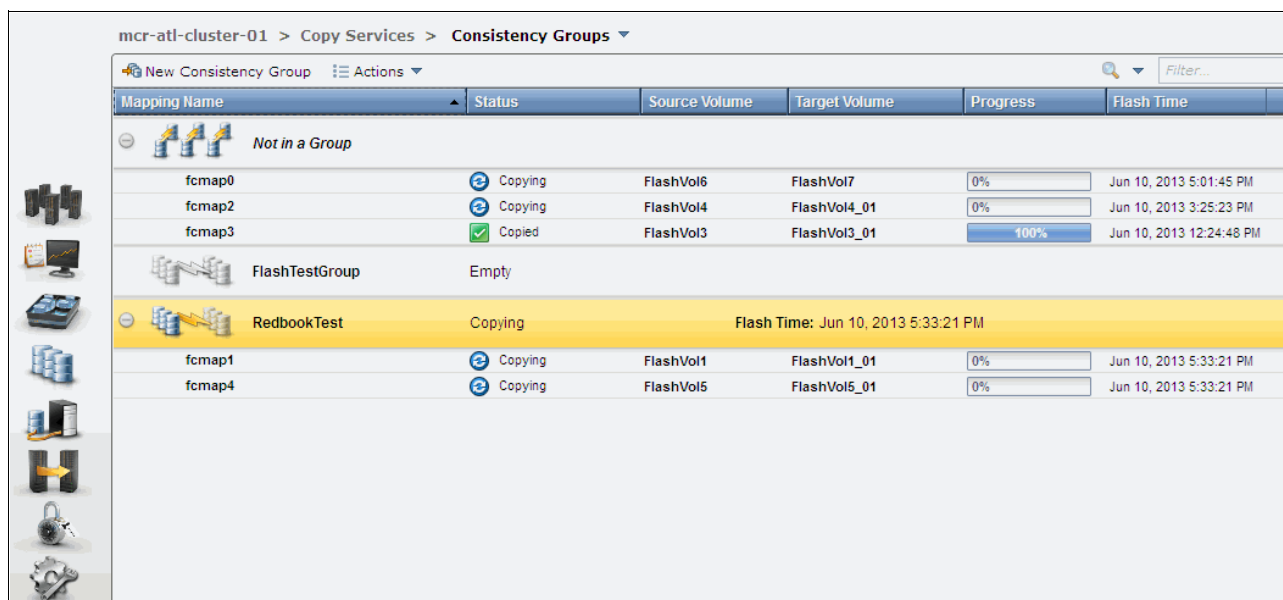 mcr-atl-cluster-01 > Copy Services > Consistency Groups
New Consistency Group Actions Filter...
Mapping Name Status Source Volume Target Volume Progress Flash Time
Not in a Group
fcmap0 Copying FlashVol6 FlashVol7 0% Jun 10, 2013 5:01:45 PM
fcmap2 Copying FlashVol4 FlashVol4_01 0% Jun 10, 2013 3:25:23 PM
fcmap3 Copied FlashVol3 FlashVol3_01 100% Jun 10, 2013 12:24:48 PM
FlashTestGroup Empty
RedbookTest Copying Flash Time: Jun 10, 2013 5:33:21 PM
fcmap1 Copying FlashVol1 FlashVol1_01 0% Jun 10, 2013 5:33:21 PM
fcmap4 Copying FlashVol5 FlashVol5_01 0% Jun 10, 2013 5:33:21 PM